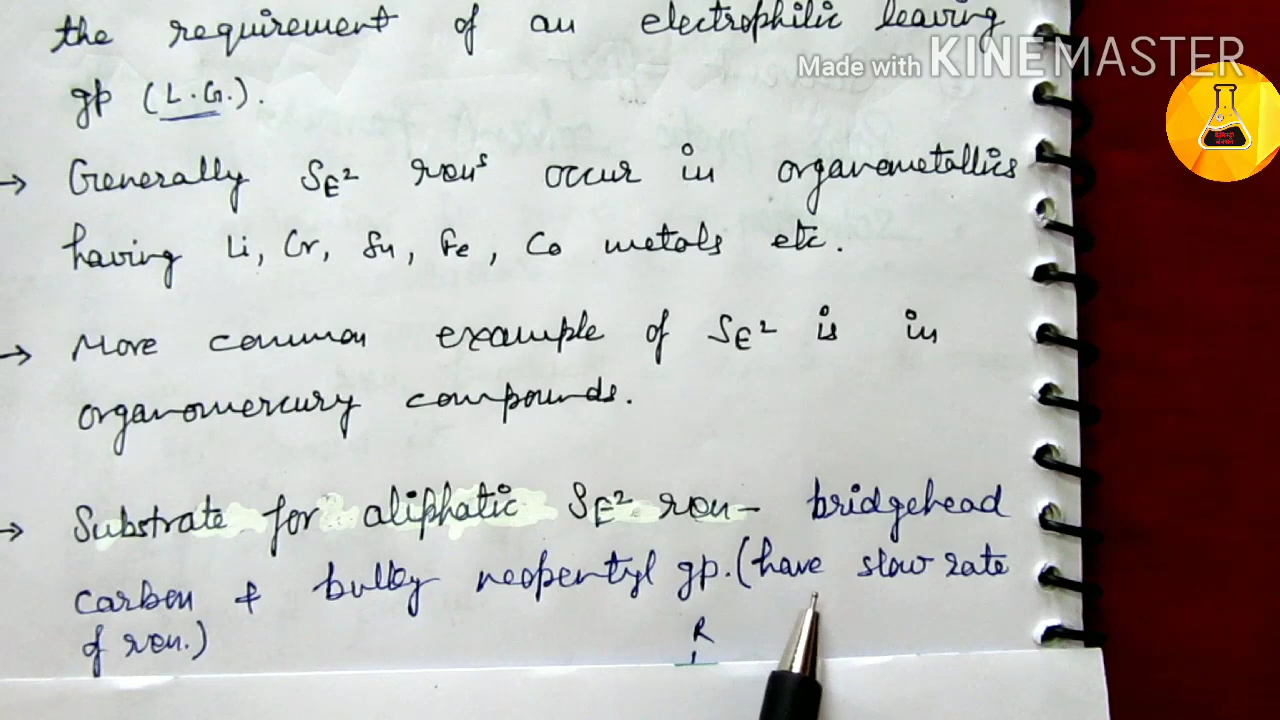 the requirement of an electrophilic leaving
Made with KINEMASTER
gp (L.G.).
→ Generally SE² rxnˢ occur in organometallics
having Li, Cr, Sn, Fe, Co metals etc.
→ More common example of SE² is in
organomercury compounds.
→ Substrate for aliphatic SE² rxn - bridgehead
carbon & bulky neopentyl gp. (have slow rate
of rxn.)
R